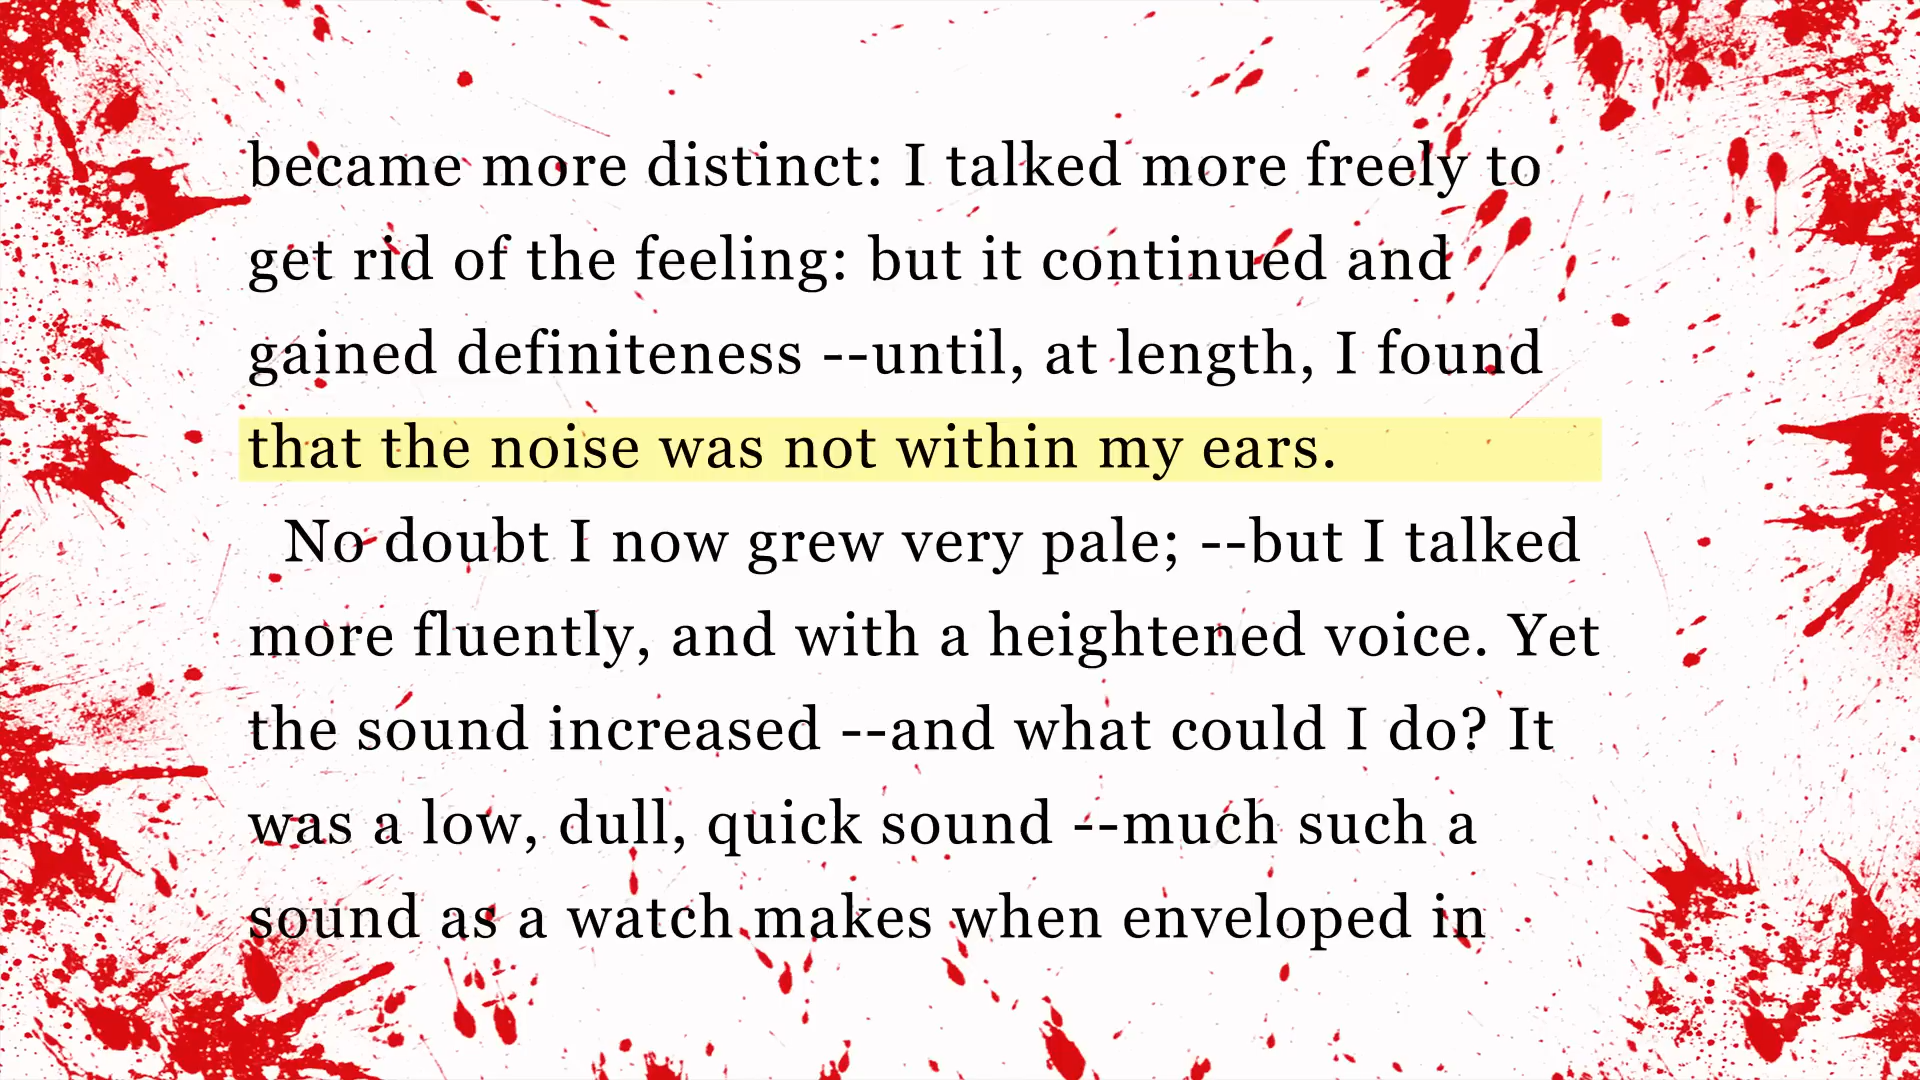 became more distinct: I talked more freely to
get rid of the feeling: but it continued and
gained definiteness --until, at length, I found
that the noise was not within my ears.
No doubt I now grew very pale; --but I talked
more fluently, and with a heightened voice. Yet
the sound increased --and what could I do? It
was a low, dull, quick sound --much such a
sound as a watch makes when enveloped in